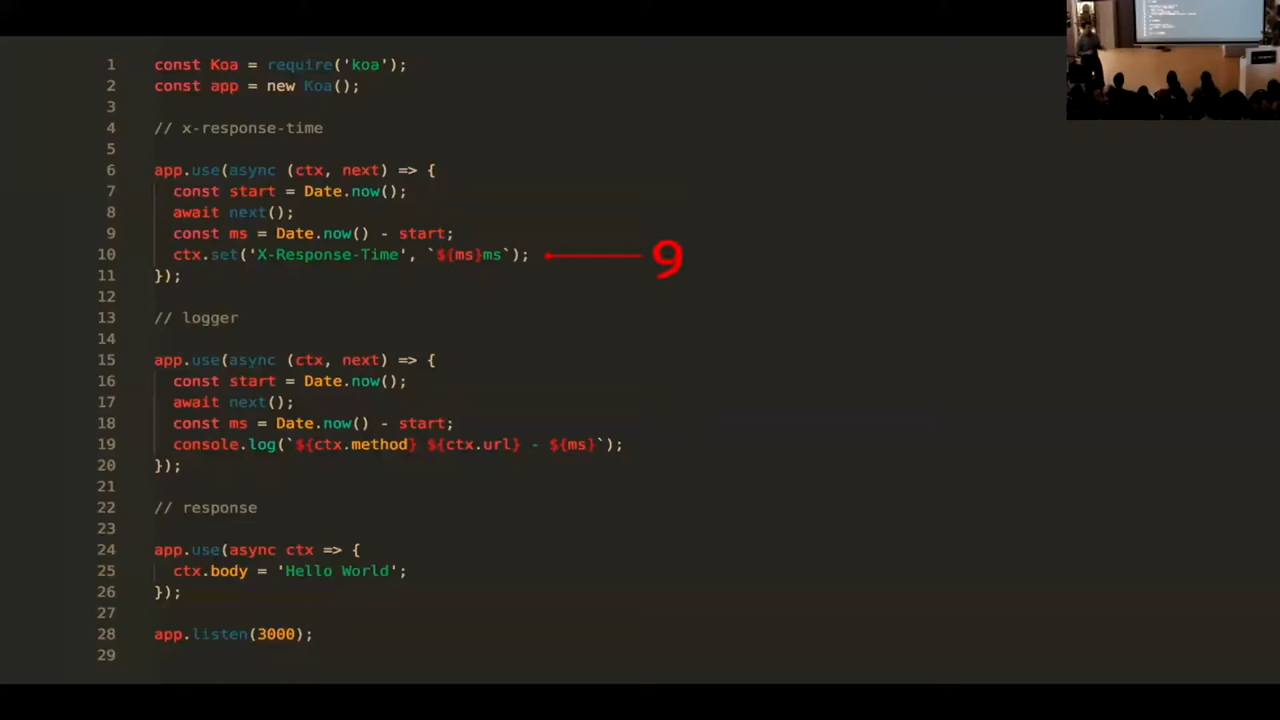 1 const Koa = require('koa');
2 const app = new Koa();
3
4 // x-response-time
5
6 app.use(async (ctx, next) => {
7 const start = Date.now();
8 await next();
9 const ms = Date.now() - start;
10 ctx.set('X-Response-Time', `${ms}ms`); 9
11 });
12
13 // logger
14
15 app.use(async (ctx, next) => {
16 const start = Date.now();
17 await next();
18 const ms = Date.now() - start;
19 console.log(`${ctx.method} ${ctx.url} - ${ms}`);
20 });
21
22 // response
23
24 app.use(async ctx => {
25 ctx.body = 'Hello World';
26 });
27
28 app.listen(3000);
29